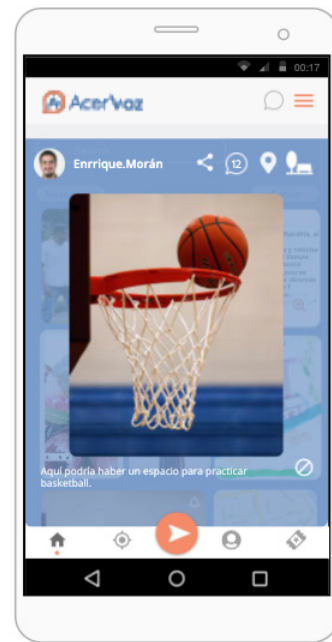 00:17
AcerVoz
Enrrique.Morán
12
Aquí podría haber un espacio para practicar
basketball.